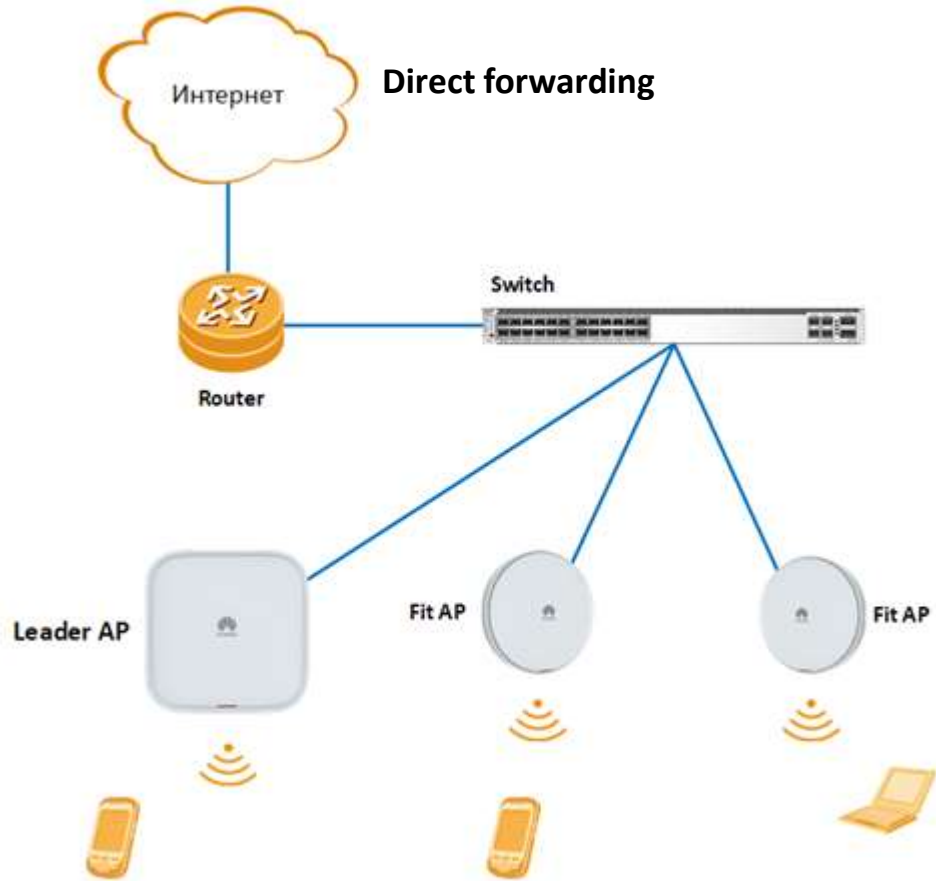 Direct forwarding
Интернет
Switch
Router
Leader AP
Fit AP
Fit AP